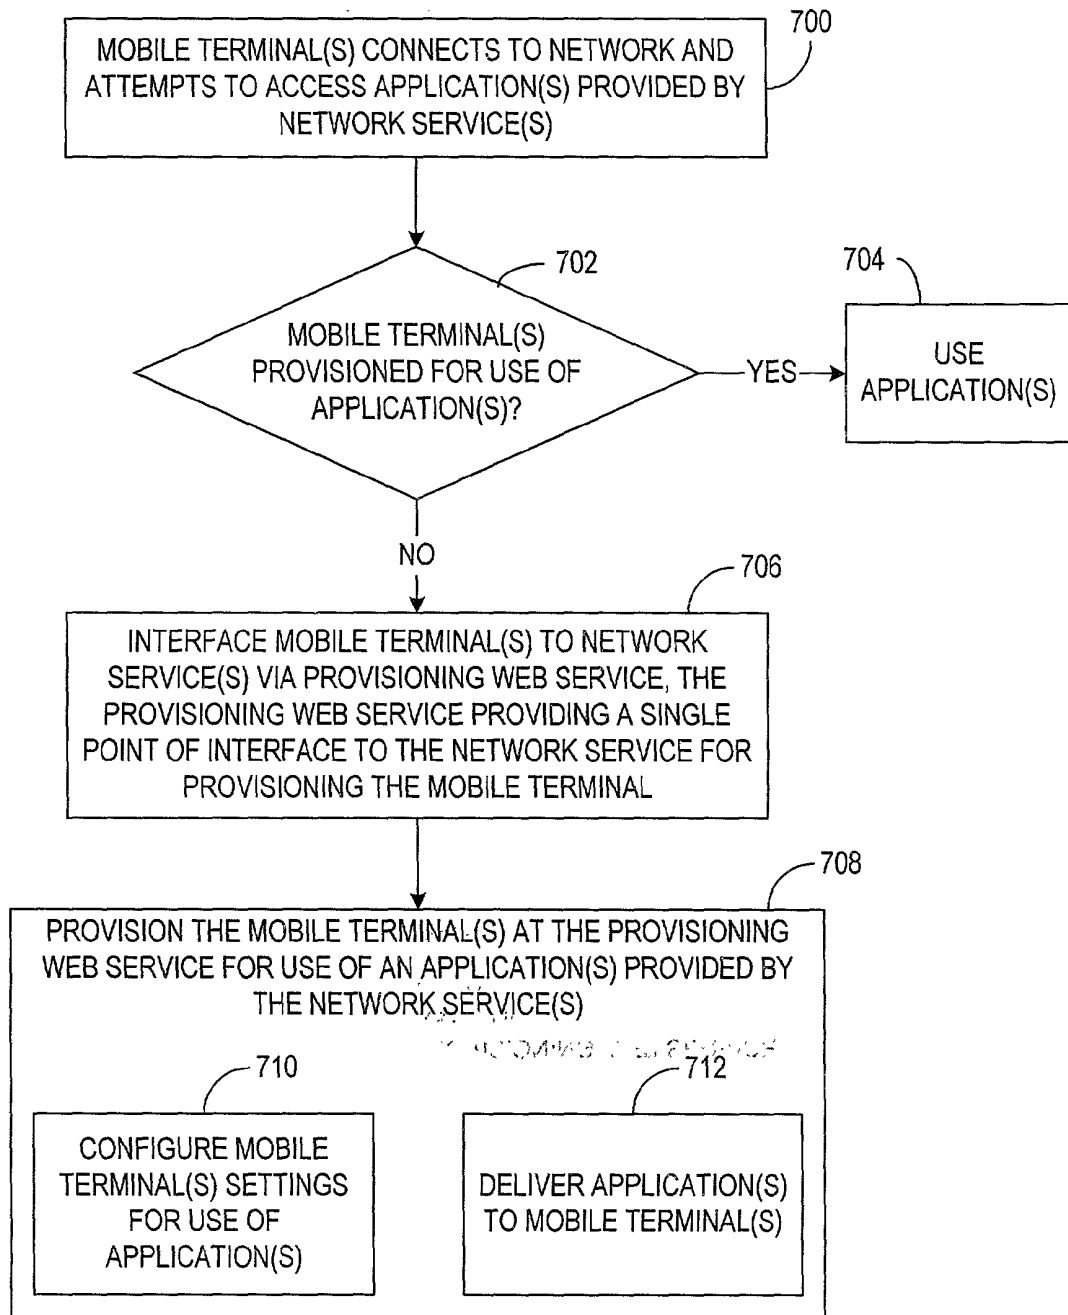 700
MOBILE TERMINAL(S) CONNECTS TO NETWORK AND
ATTEMPTS TO ACCESS APPLICATION(S) PROVIDED BY
NETWORK SERVICE(S)
702
MOBILE TERMINAL(S)
PROVISIONED FOR USE OF
APPLICATION(S)?
YES
704
USE
APPLICATION(S)
NO
706
INTERFACE MOBILE TERMINAL(S) TO NETWORK
SERVICE(S) VIA PROVISIONING WEB SERVICE, THE
PROVISIONING WEB SERVICE PROVIDING A SINGLE
POINT OF INTERFACE TO THE NETWORK SERVICE FOR
PROVISIONING THE MOBILE TERMINAL
708
PROVISION THE MOBILE TERMINAL(S) AT THE PROVISIONING
WEB SERVICE FOR USE OF AN APPLICATION(S) PROVIDED BY
THE NETWORK SERVICE(S)
710
CONFIGURE MOBILE
TERMINAL(S) SETTINGS
FOR USE OF
APPLICATION(S)
712
DELIVER APPLICATION(S)
TO MOBILE TERMINAL(S)